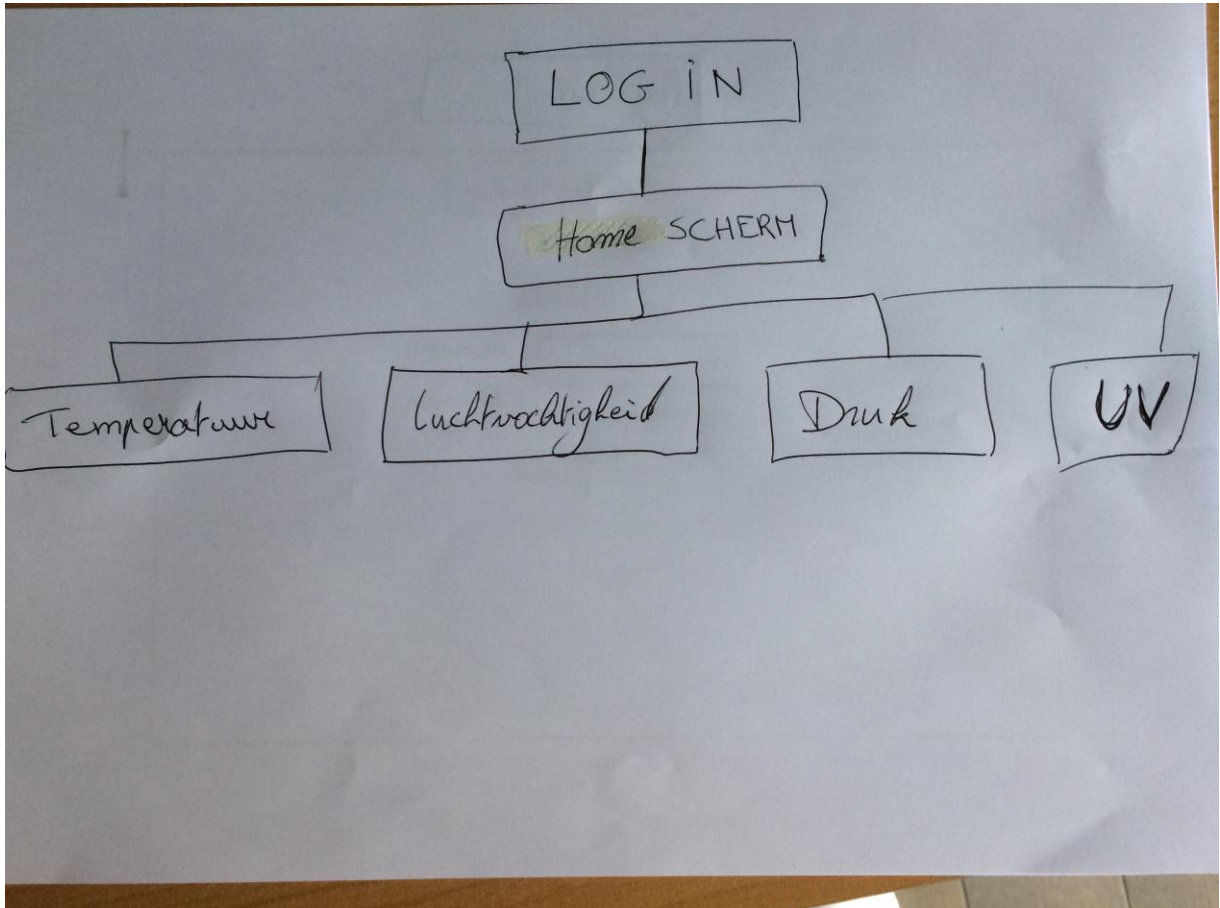 LOG IN
Home SCHERM
Temperatuur
Luchtvochtigheid
Druk
UV